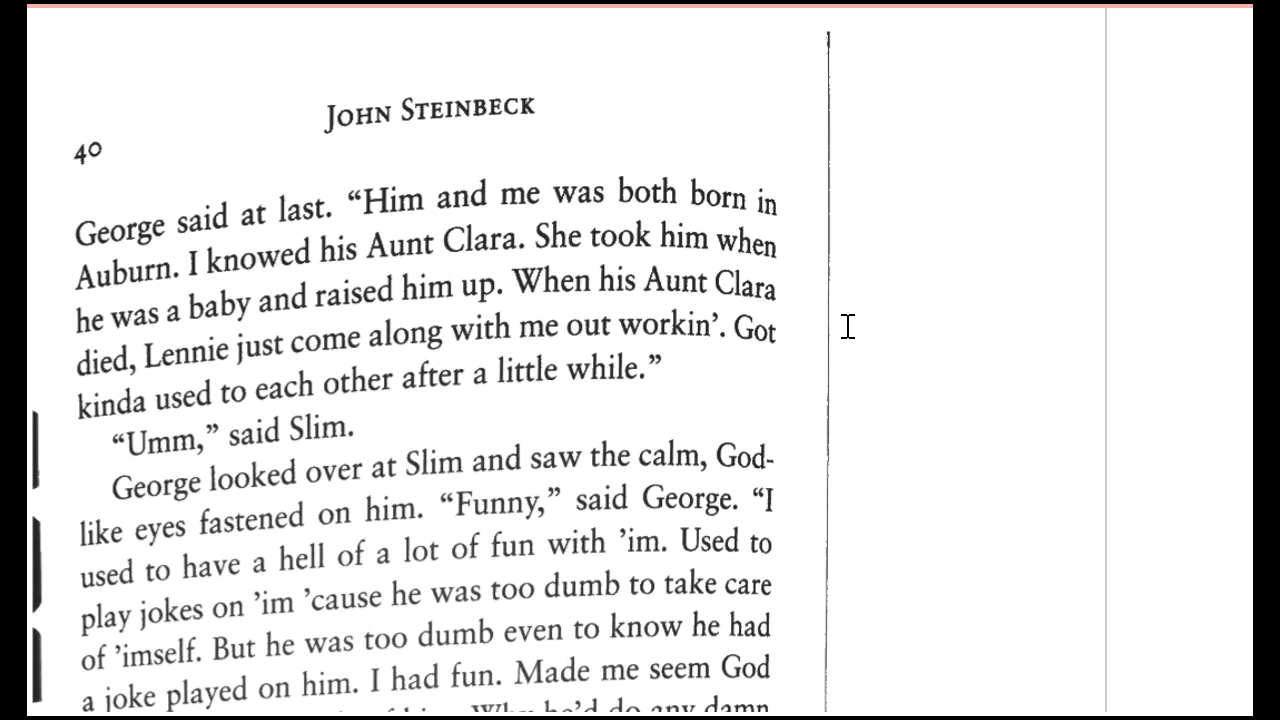 JOHN STEINBECK
40
George said at last. “Him and me was both born in
Auburn. I knowed his Aunt Clara. She took him when
he was a baby and raised him up. When his Aunt Clara
died, Lennie just come along with me out workin’. Got
kinda used to each other after a little while.”
“Umm,” said Slim.
George looked over at Slim and saw the calm, God-
like eyes fastened on him. “Funny,” said George. “I
used to have a hell of a lot of fun with ’im. Used to
play jokes on ’im ’cause he was too dumb to take care
of ’imself. But he was too dumb even to know he had
a joke played on him. I had fun. Made me seem God
him. Why he’d do any damn